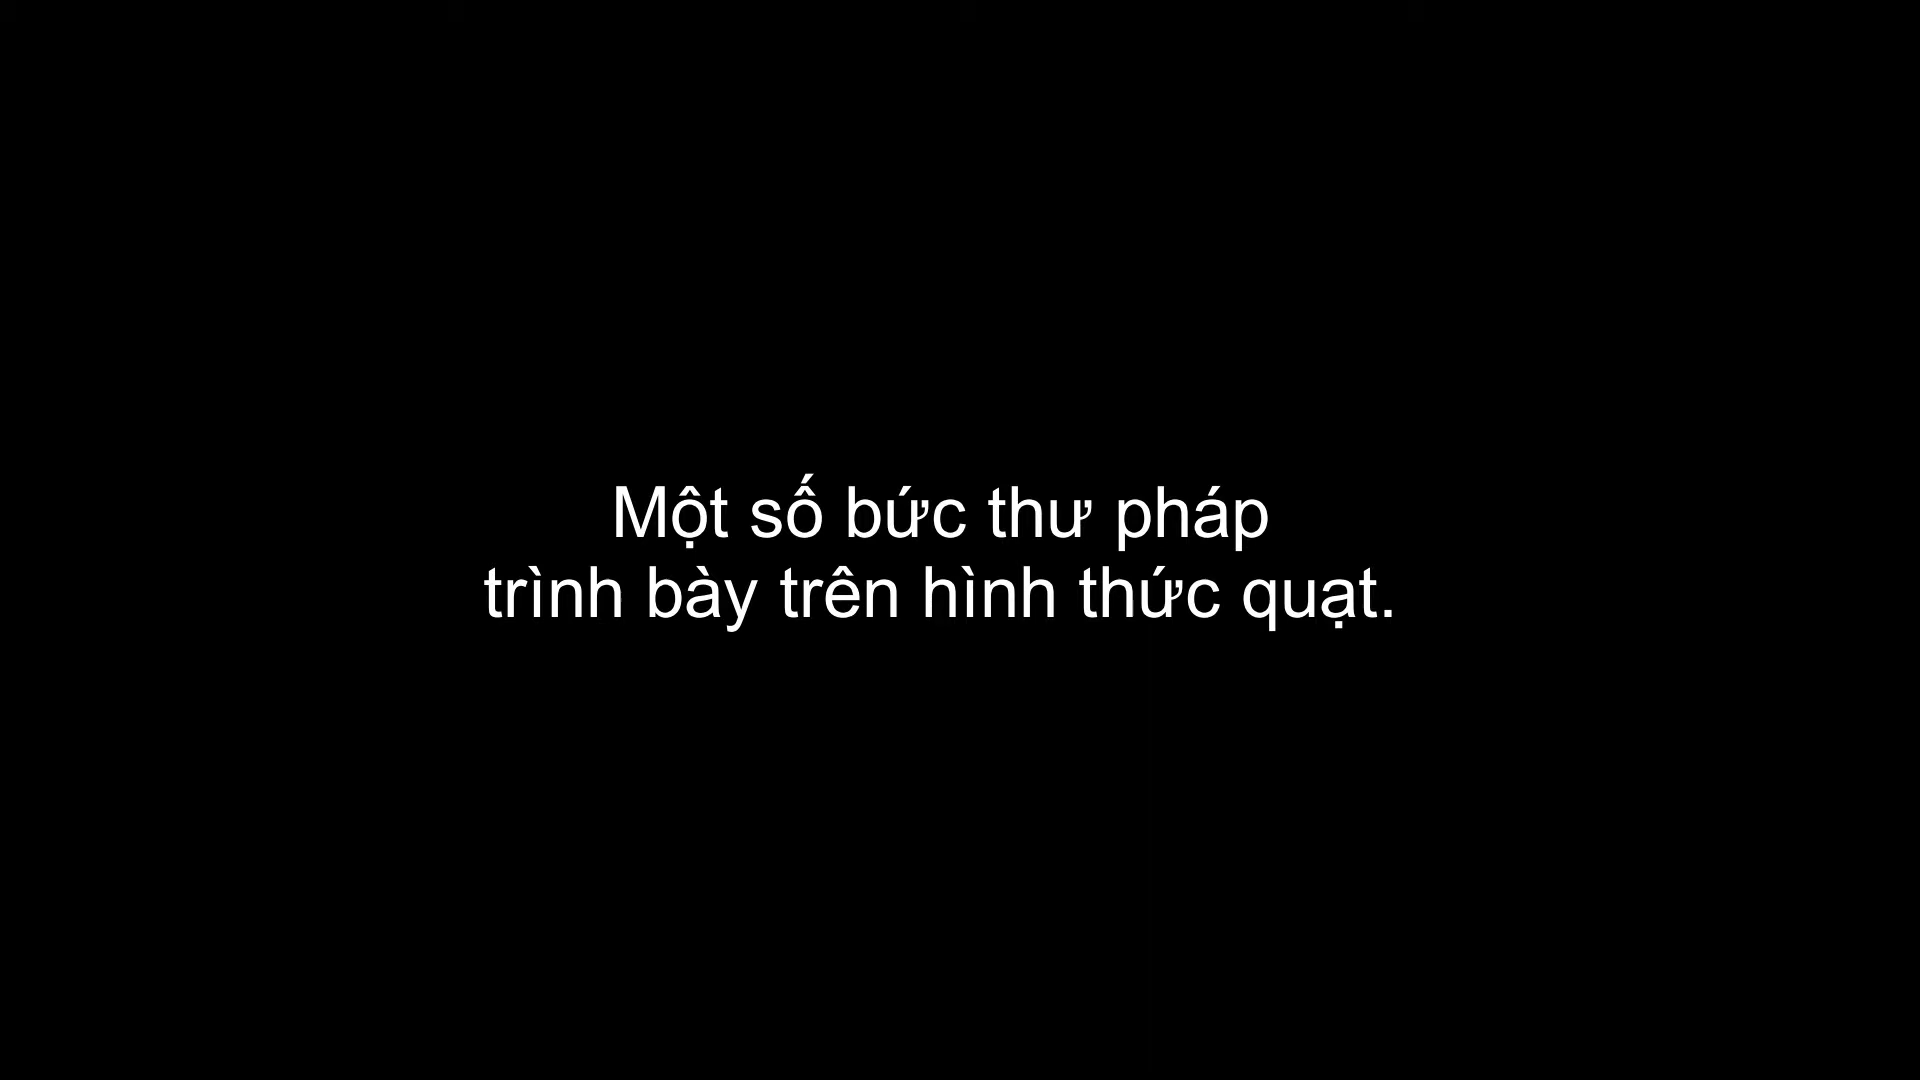 Một số bức thư pháp
trình bày trên hình thức quạt.